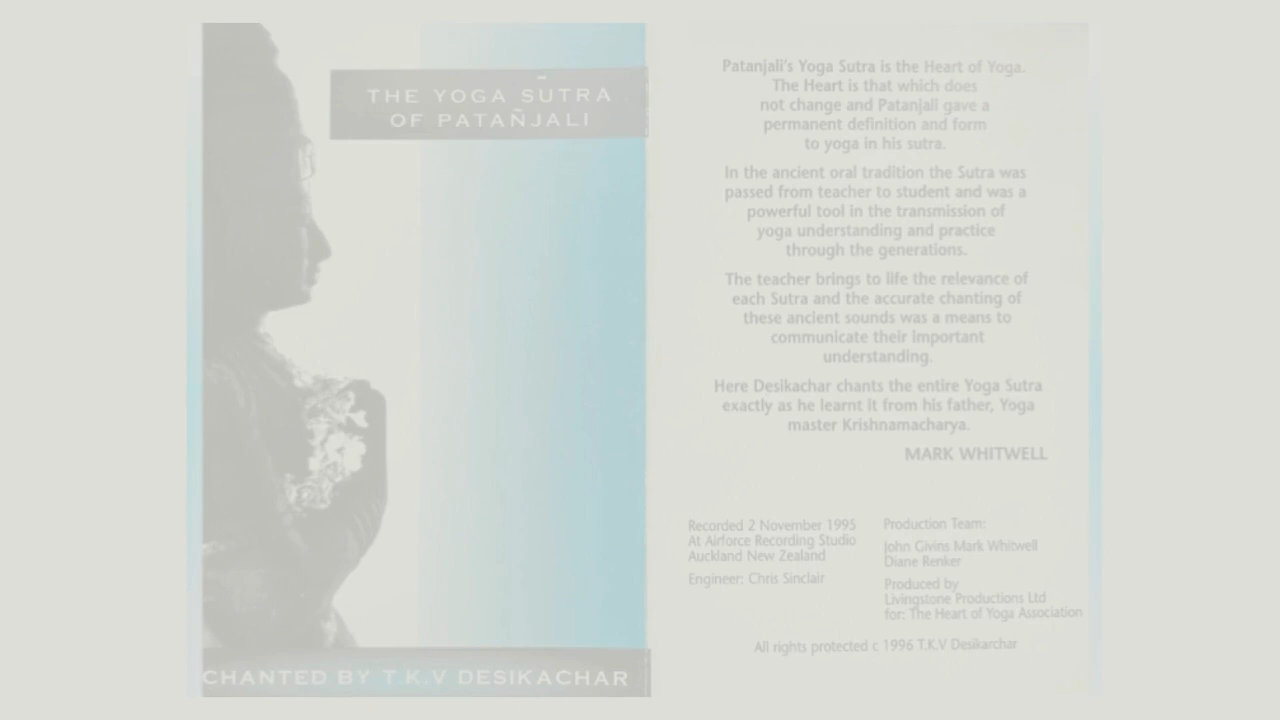 THE YOGA SŪTRA
OF PATAÑJALI
CHANTED BY T.K.V DESIKACHAR
Patanjali's Yoga Sutra is the Heart of Yoga.
The Heart is that which does
not change and Patanjali gave a
permanent definition and form
to yoga in his sutra.
In the ancient oral tradition the Sutra was
passed from teacher to student and was a
powerful tool in the transmission of
yoga understanding and practice
through the generations.
The teacher brings to life the relevance of
each Sutra and the accurate chanting of
these ancient sounds was a means to
communicate their important
understanding.
Here Desikachar chants the entire Yoga Sutra
exactly as he learnt it from his father, Yoga
master Krishnamacharya.
MARK WHITWELL
Recorded 2 November 1995
At Airforce Recording Studio
Auckland New Zealand
Engineer: Chris Sinclair
Production Team:
John Givins Mark Whitwell
Diane Renker
Produced by
Livingstone Productions Ltd
for: The Heart of Yoga Association
All rights protected c 1996 T.K.V Desikarchar